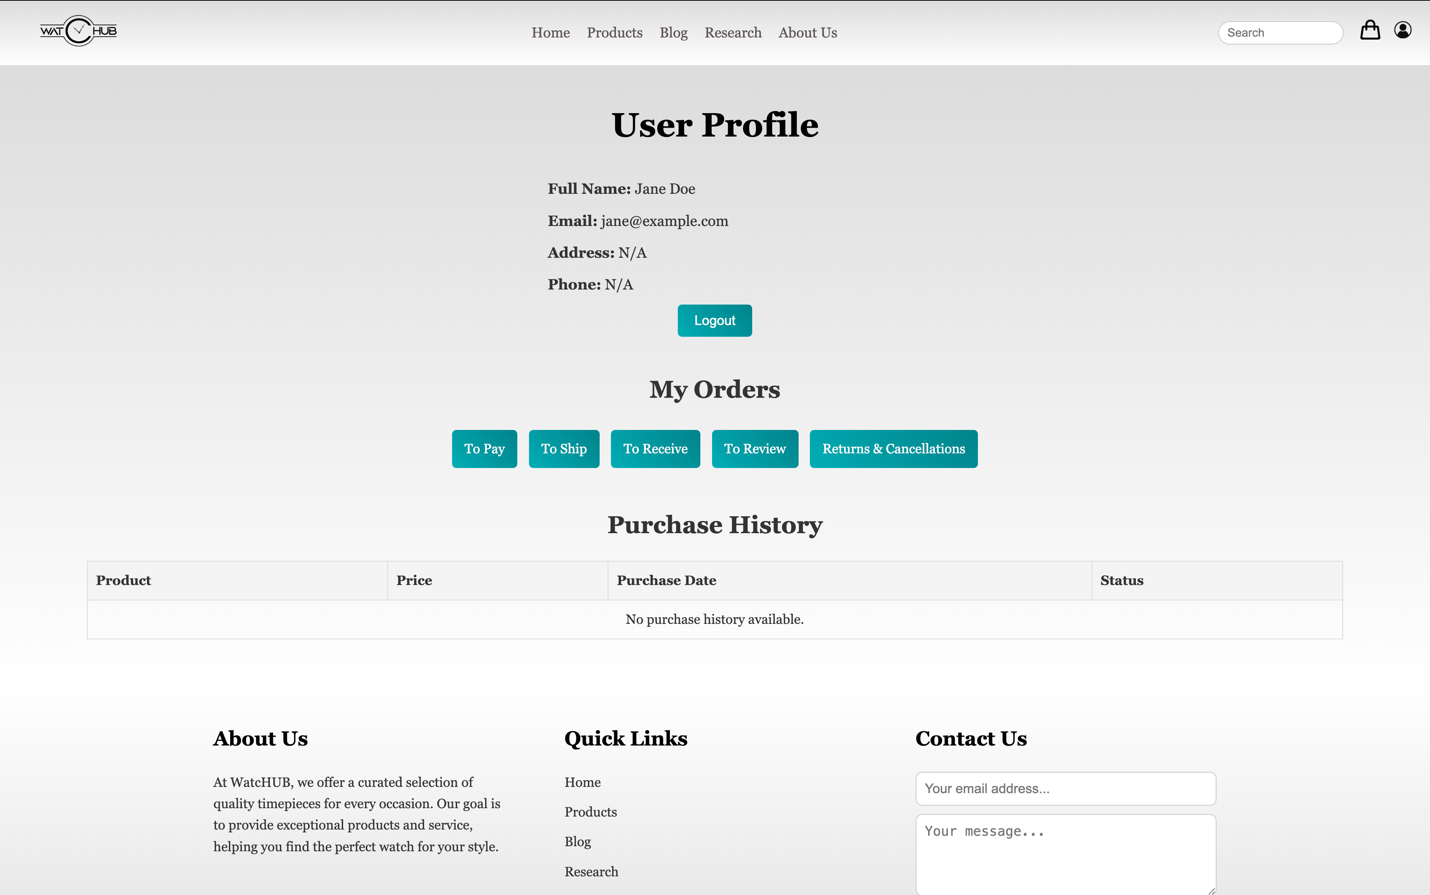 WAT HUB
Home Products Blog Research About Us
Search
User Profile
Full Name: Jane Doe
Email: jane@example.com
Address: N/A
Phone: N/A
Logout
My Orders
To Pay To Ship To Receive To Review Returns & Cancellations
Purchase History
Product Price Purchase Date Status
No purchase history available.
About Us
At WatcHUB, we offer a curated selection of
quality timepieces for every occasion. Our goal is
to provide exceptional products and service,
helping you find the perfect watch for your style.
Quick Links
Home
Products
Blog
Research
Contact Us
Your email address...
Your message...